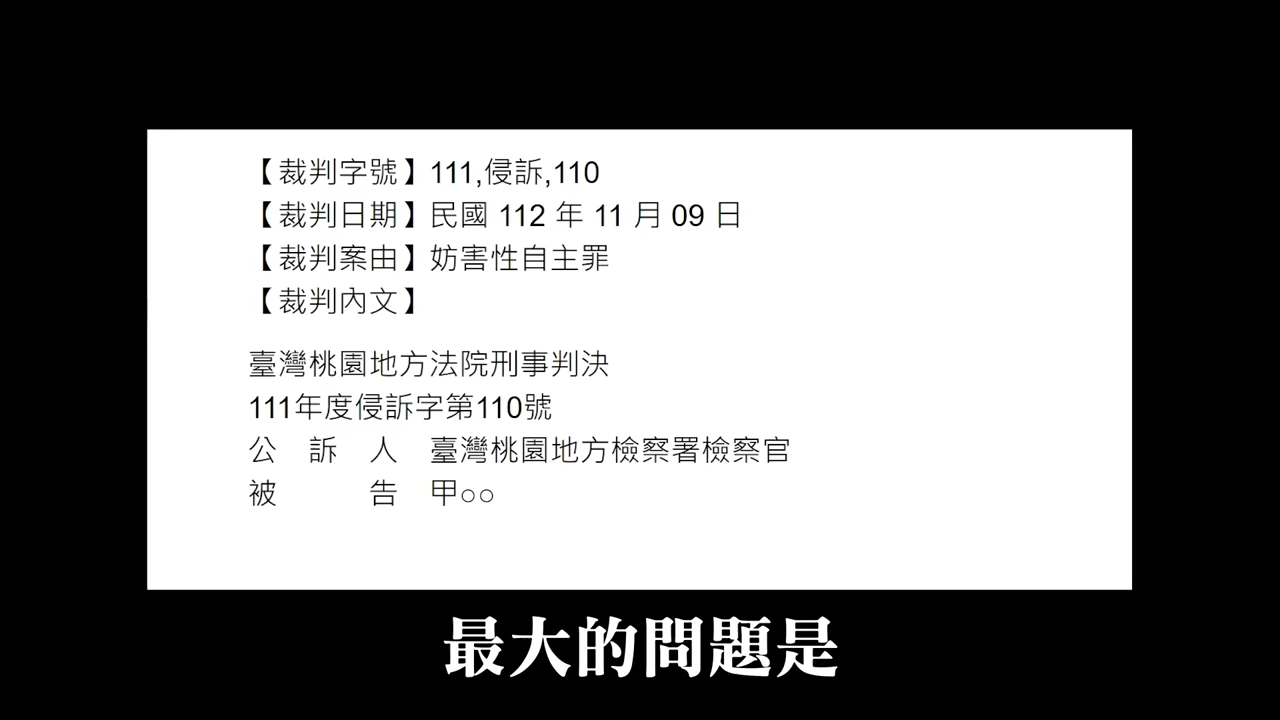 【裁判字號】111,侵訴,110
【裁判日期】民國 112 年 11 月 09 日
【裁判案由】妨害性自主罪
【裁判內文】
臺灣桃園地方法院刑事判決
111年度侵訴字第110號
公　訴　人　臺灣桃園地方檢察署檢察官
被　　　告　甲○○
最大的問題是